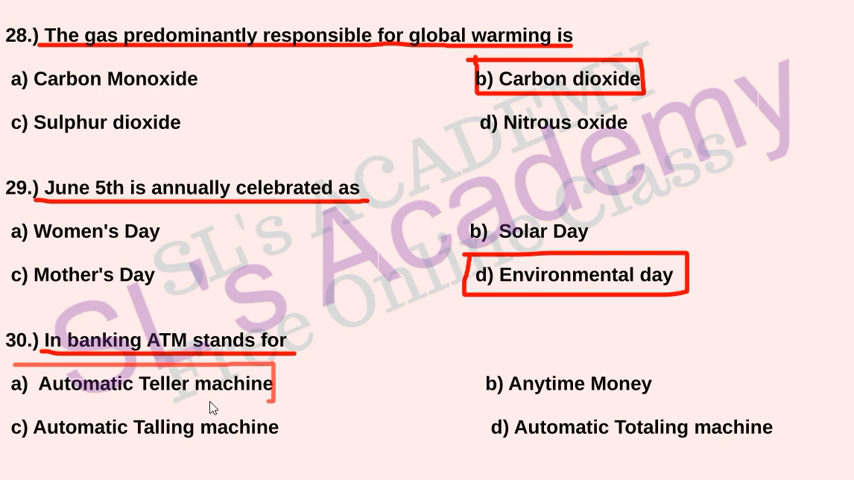 28.) The gas predominantly responsible for global warming is
a) Carbon Monoxide b) Carbon dioxide
c) Sulphur dioxide d) Nitrous oxide
29.) June 5th is annually celebrated as
a) Women's Day b) Solar Day
c) Mother's Day d) Environmental day
30.) In banking ATM stands for
a) Automatic Teller machine b) Anytime Money
c) Automatic Talling machine d) Automatic Totaling machine
SL's ACADEMY
SL's Academy
Free Online Class